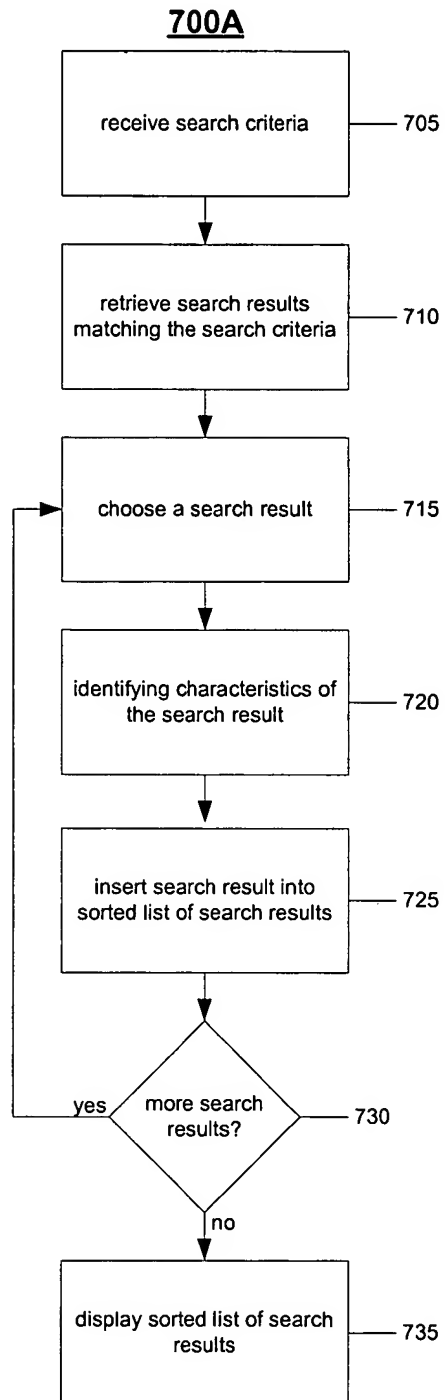 700A
receive search criteria
705
retrieve search results
matching the search criteria
710
choose a search result
715
identifying characteristics of
the search result
720
insert search result into
sorted list of search results
725
more search
results?
730
yes
no
display sorted list of search
results
735